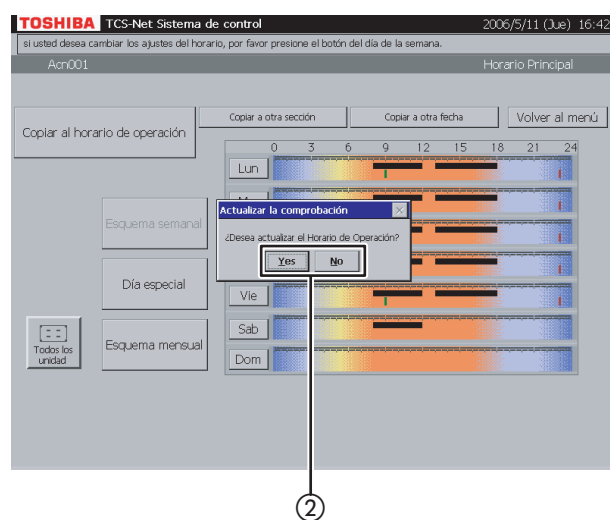 TOSHIBA TCS-Net Sistema de control 2006/5/11 (Jue) 16:42
si usted desea cambiar los ajustes del horario, por favor presione el botón del día de la semana.
Acn001 Horario Principal
Copiar al horario de operación
Copiar a otra sección Copiar a otra fecha Volver al menú
0 3 6 9 12 15 18 21 24
Lun
Esquema semanal
Actualizar la comprobación
¿Desea actualizar el Horario de Operación?
Yes No
Día especial
Vie
Todos los
unidad
Esquema mensual
Sab
Dom
②